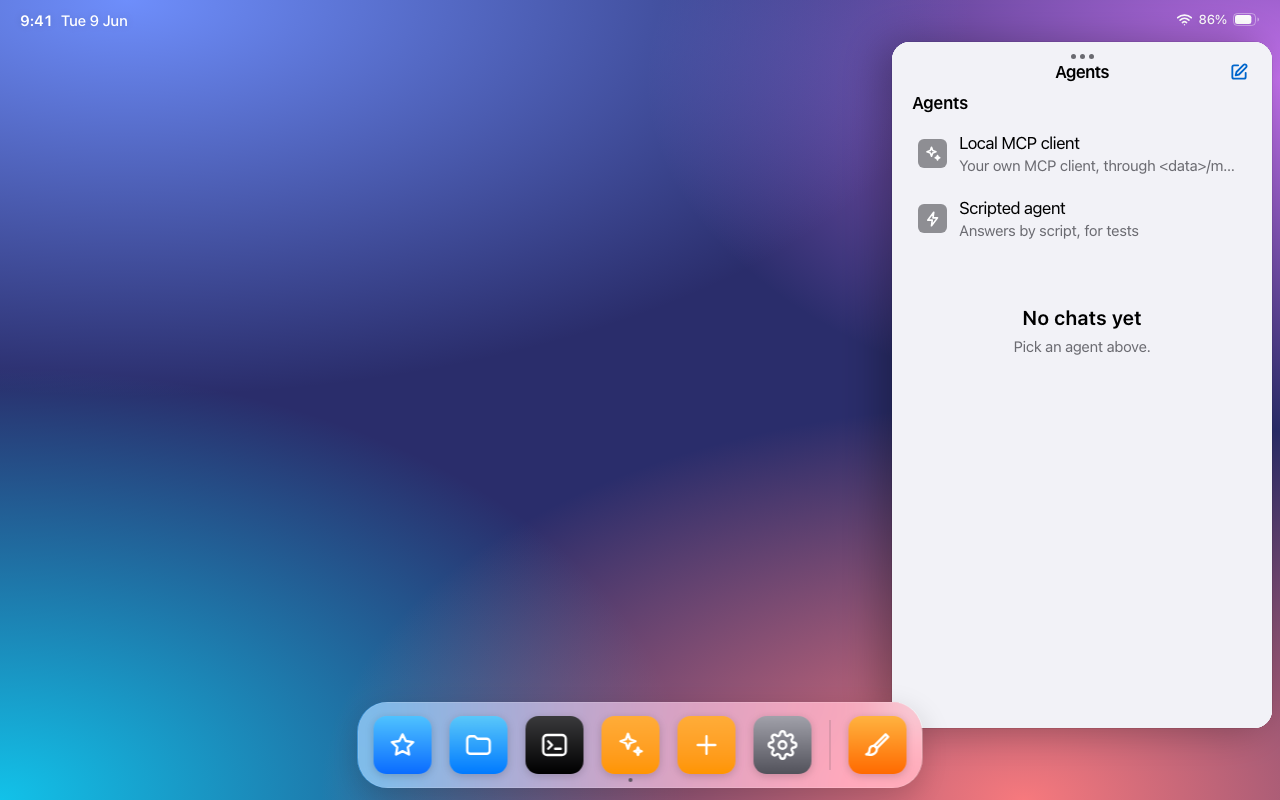 9:41 Tue 9 Jun
86%
Agents
Agents
Local MCP client
Your own MCP client, through <data>/m...
Scripted agent
Answers by script, for tests
No chats yet
Pick an agent above.